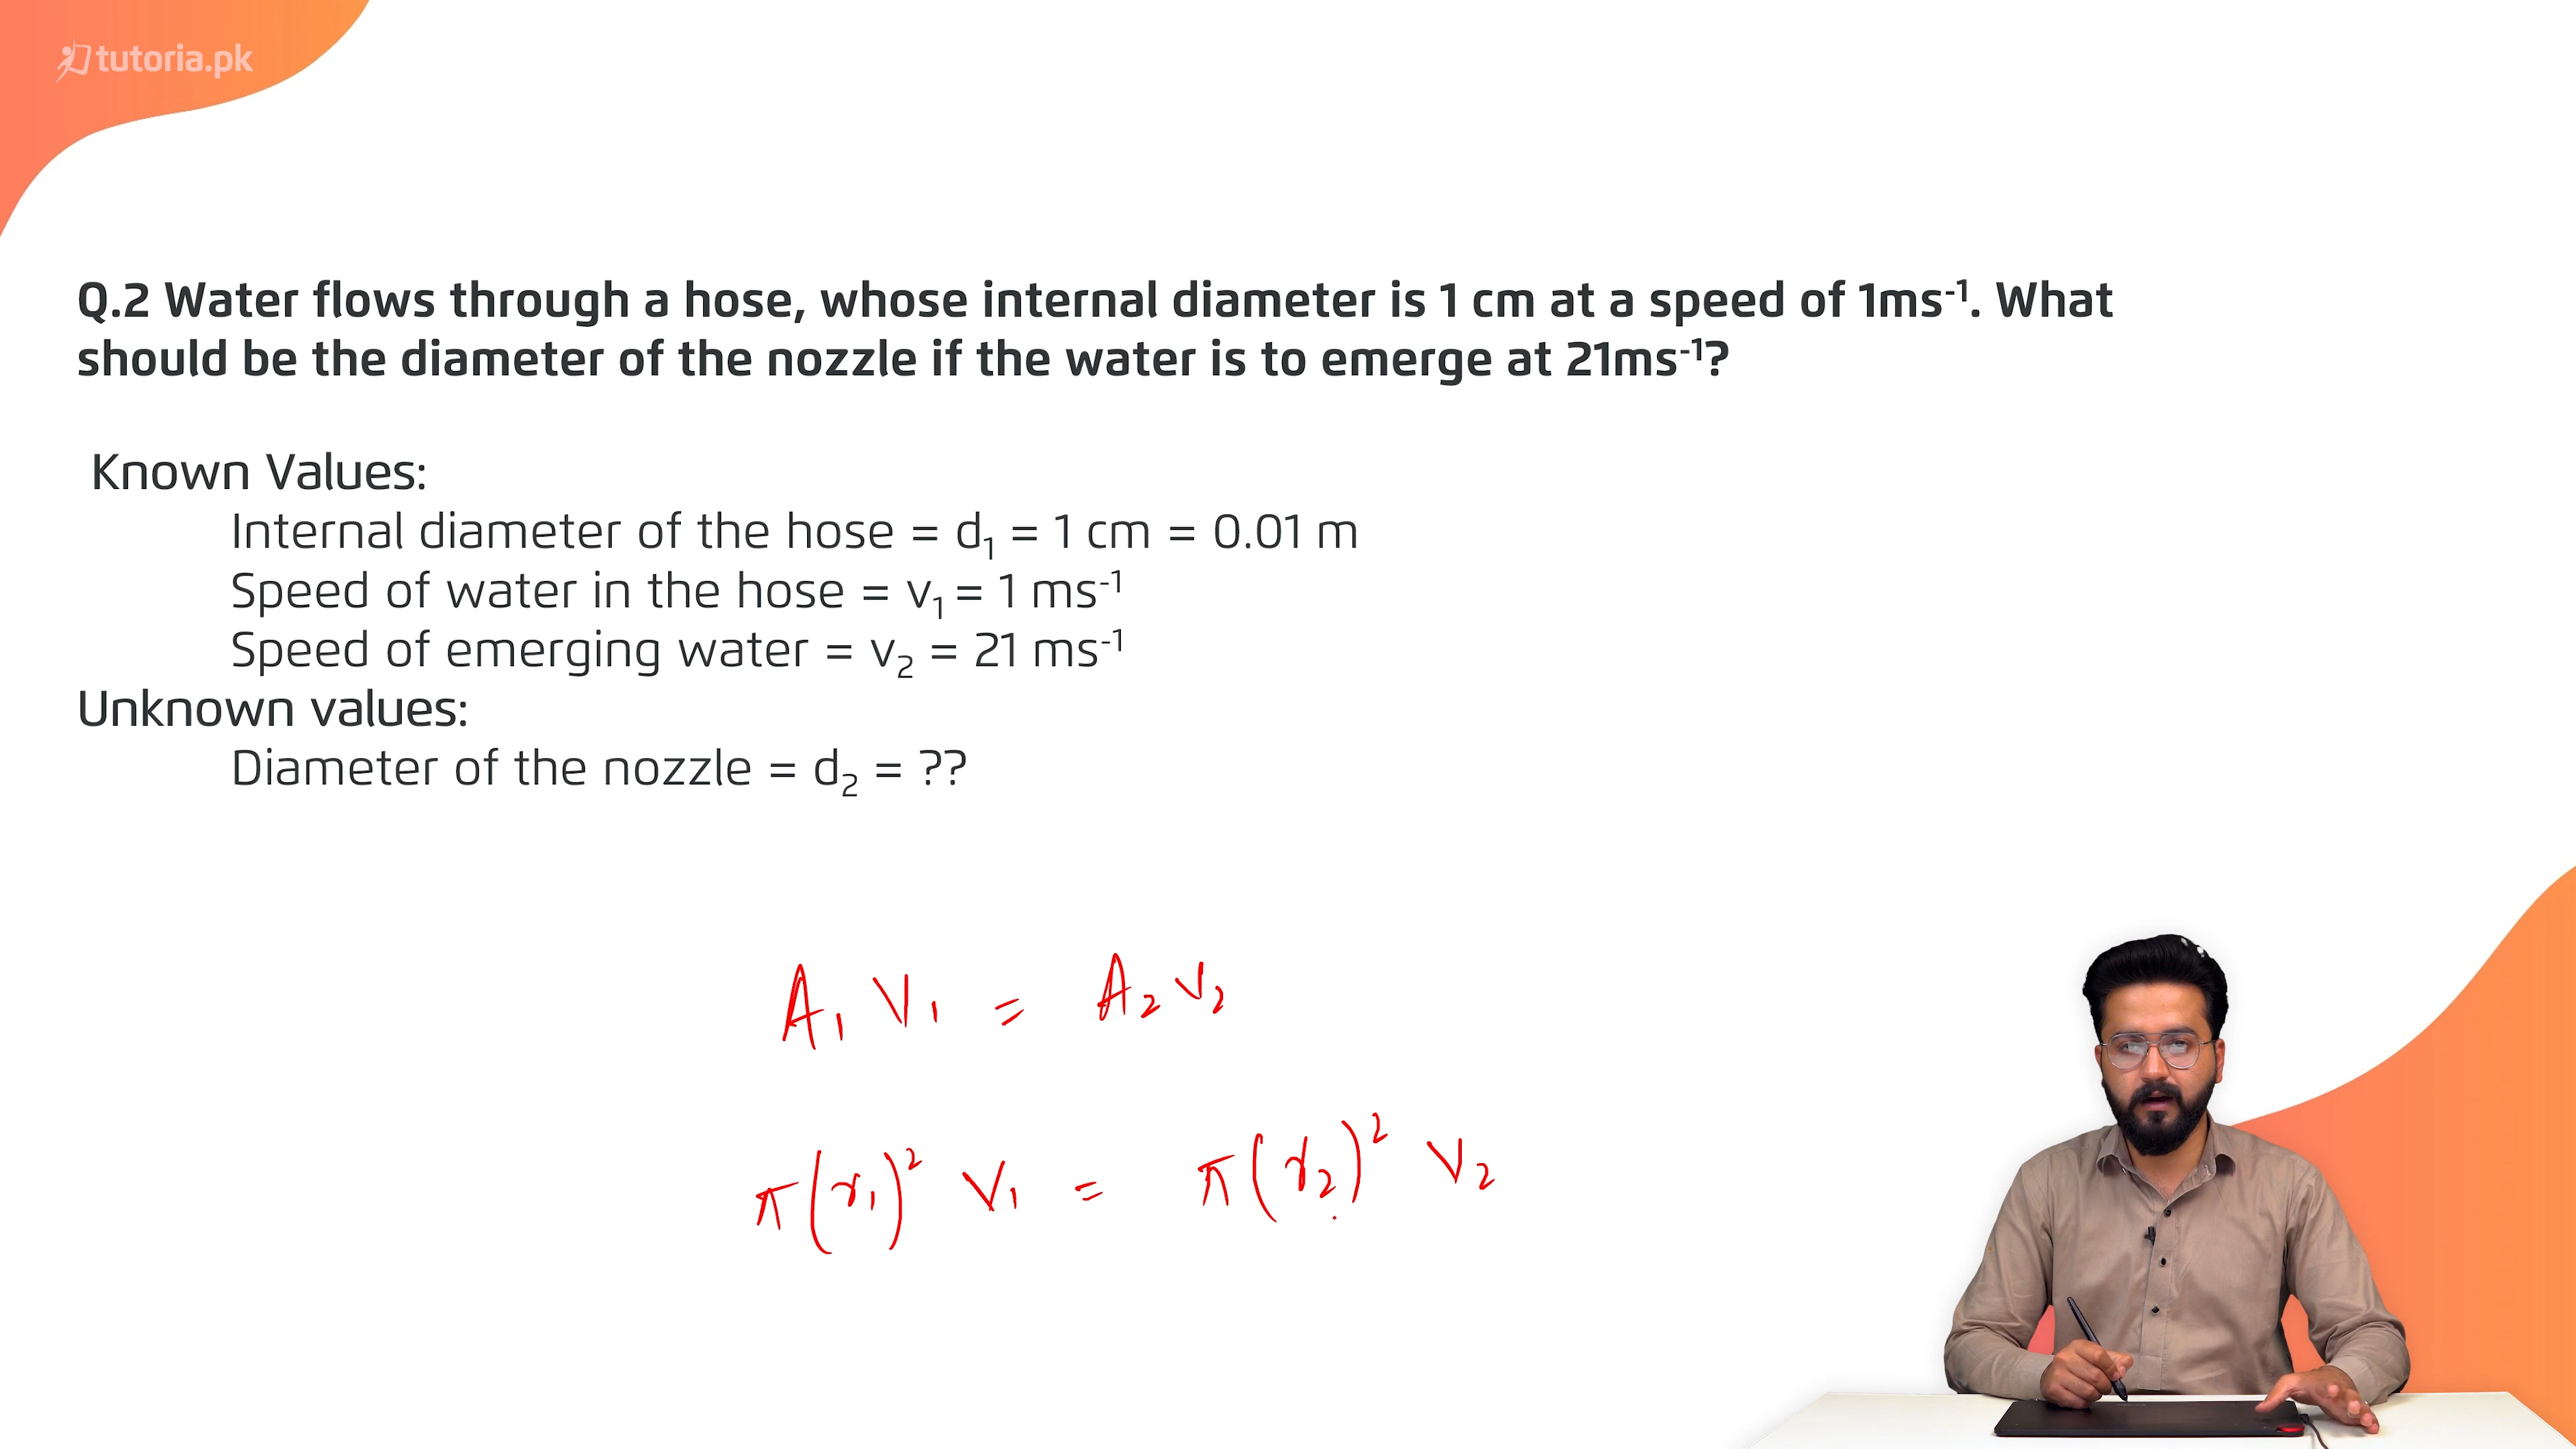 tutoria.pk
Q.2 Water flows through a hose, whose internal diameter is 1 cm at a speed of 1ms⁻¹. What
should be the diameter of the nozzle if the water is to emerge at 21ms⁻¹?
Known Values:
Internal diameter of the hose = d₁ = 1 cm = 0.01 m
Speed of water in the hose = v₁ = 1 ms⁻¹
Speed of emerging water = v₂ = 21 ms⁻¹
Unknown values:
Diameter of the nozzle = d₂ = ??
A₁ V₁ = A₂ V₂
π(r₁)² V₁ = π(r₂)² V₂